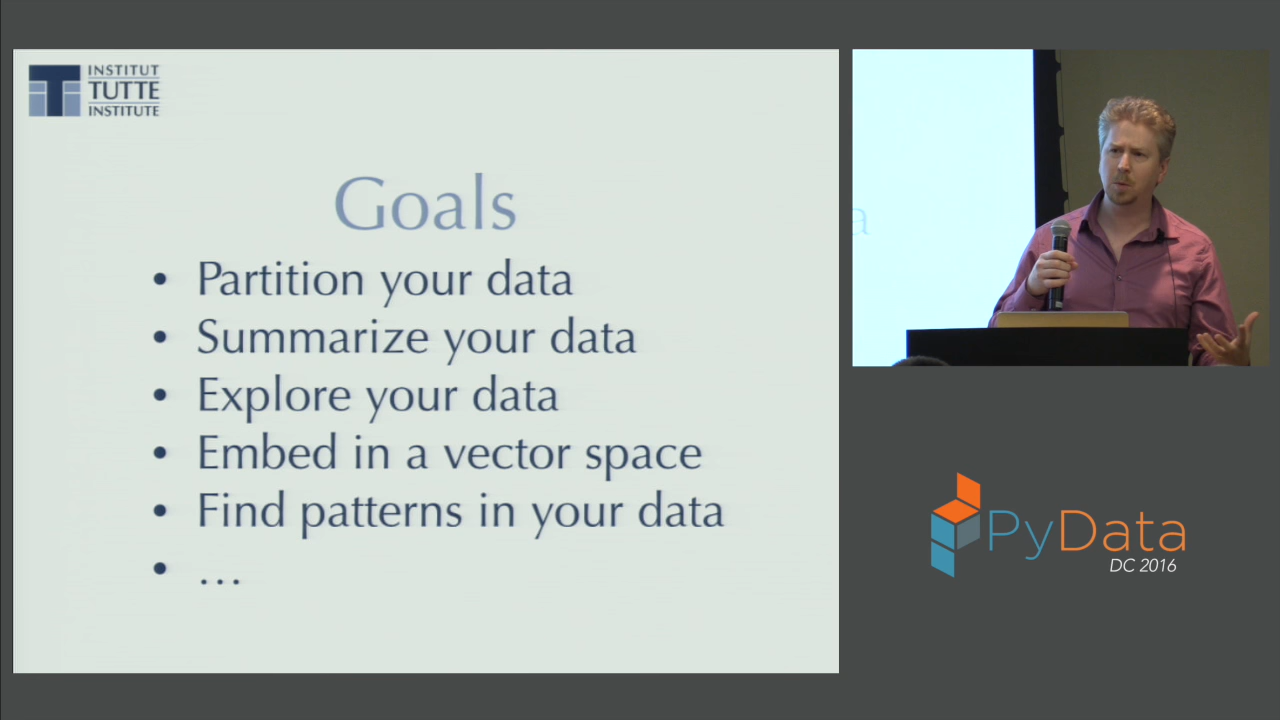 INSTITUT
TUTTE
INSTITUTE
Goals
• Partition your data
• Summarize your data
• Explore your data
• Embed in a vector space
• Find patterns in your data
• ...
a
PyData
DC 2016